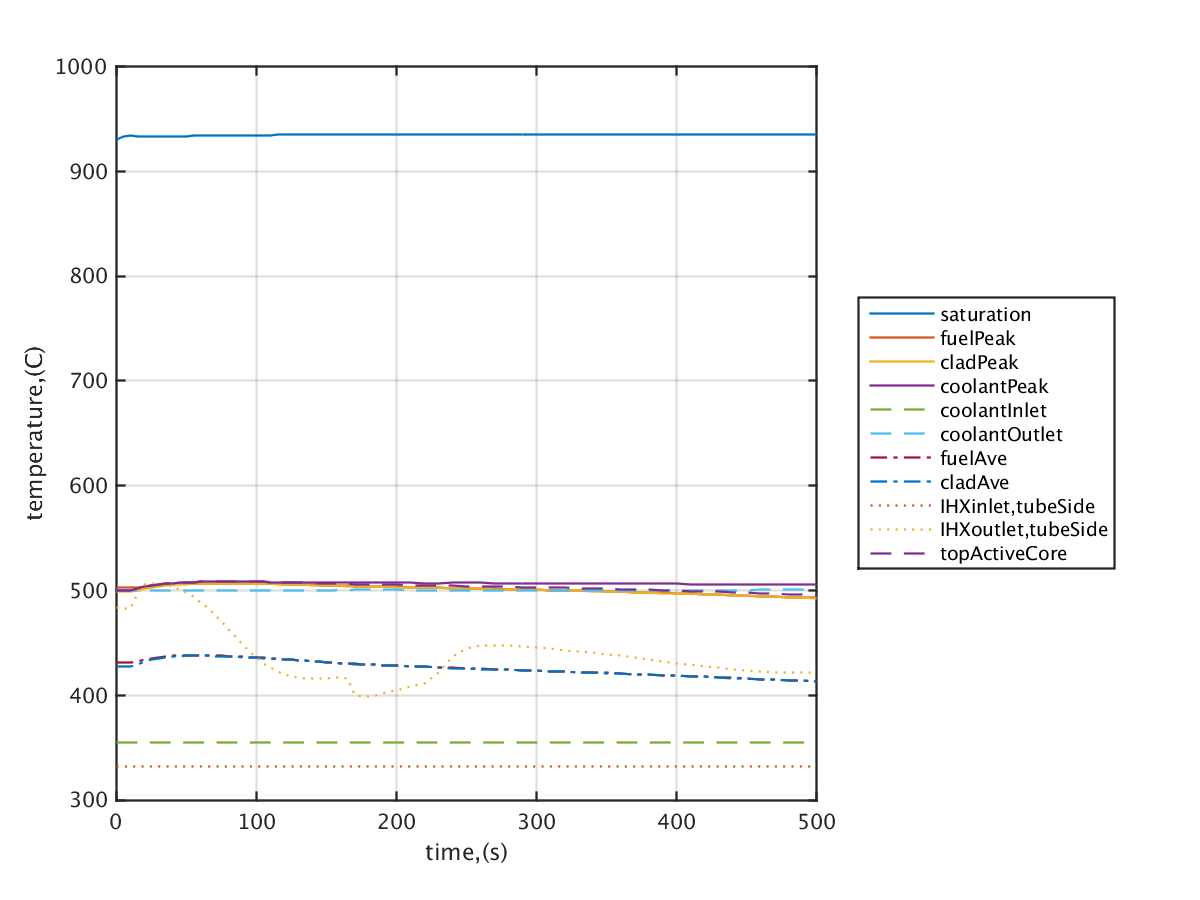 1000
900
800
700
600
500
400
300
temperature,(C)
0 100 200 300 400 500
time,(s)
saturation
fuelPeak
cladPeak
coolantPeak
coolantInlet
coolantOutlet
fuelAve
cladAve
IHXinlet,tubeSide
IHXoutlet,tubeSide
topActiveCore